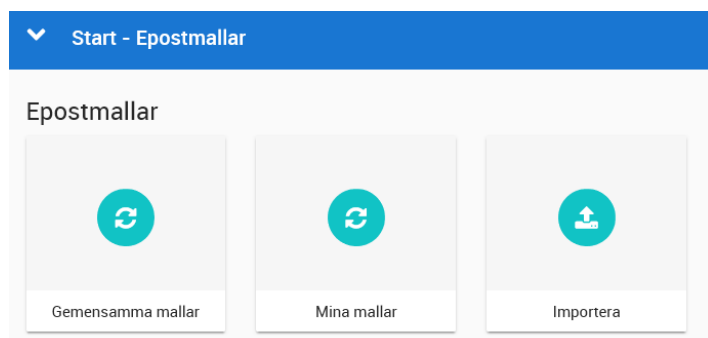 Start - Epostmallar
Epostmallar
Gemensamma mallar
Mina mallar
Importera